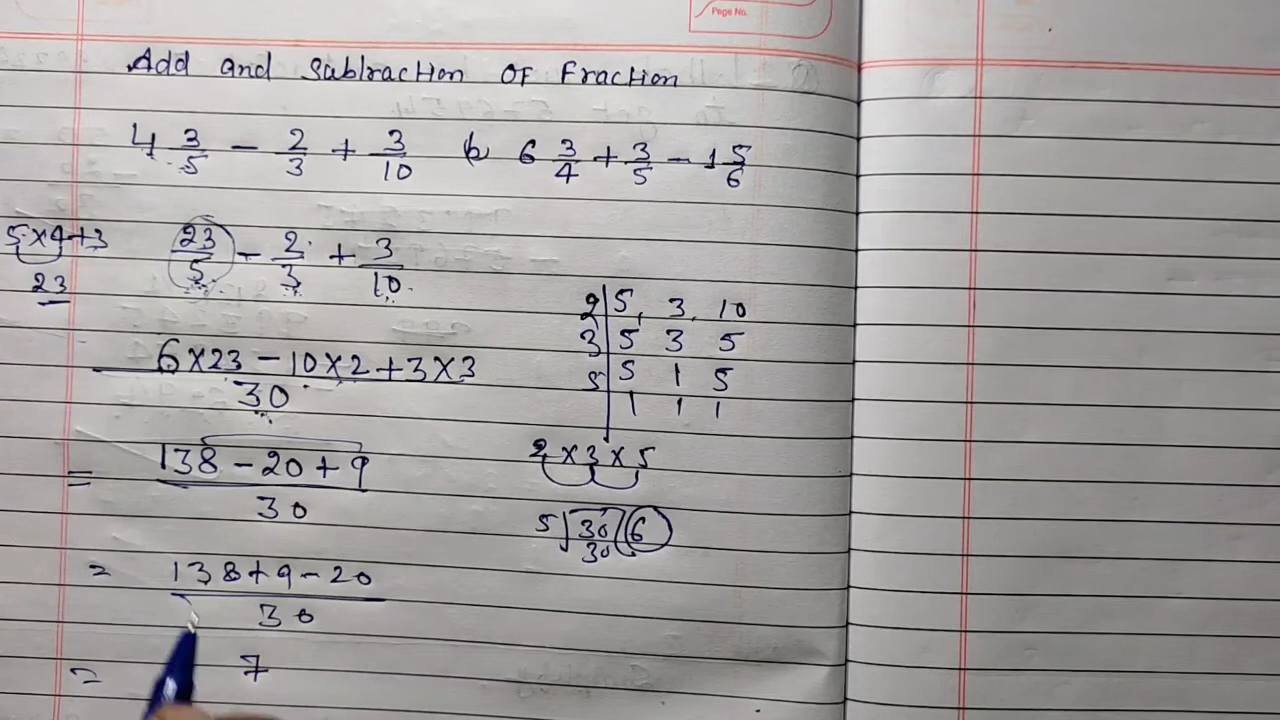 Page No.
Add and Subtraction OF Fraction
4 3/5 - 2/3 + 3/10 b 6 3/4 + 3/5 - 1 5/6
5×4+3
23
23/5 - 2/3 + 3/10
2 | 5, 3, 10
3 | 5 3 5
5 | 5 1 5
1 1 1
6×23 - 10×2 + 3×3
30
2×3×5
= 138 - 20 + 9
30
5 30 6
30
= 138+9-20
30
= 7